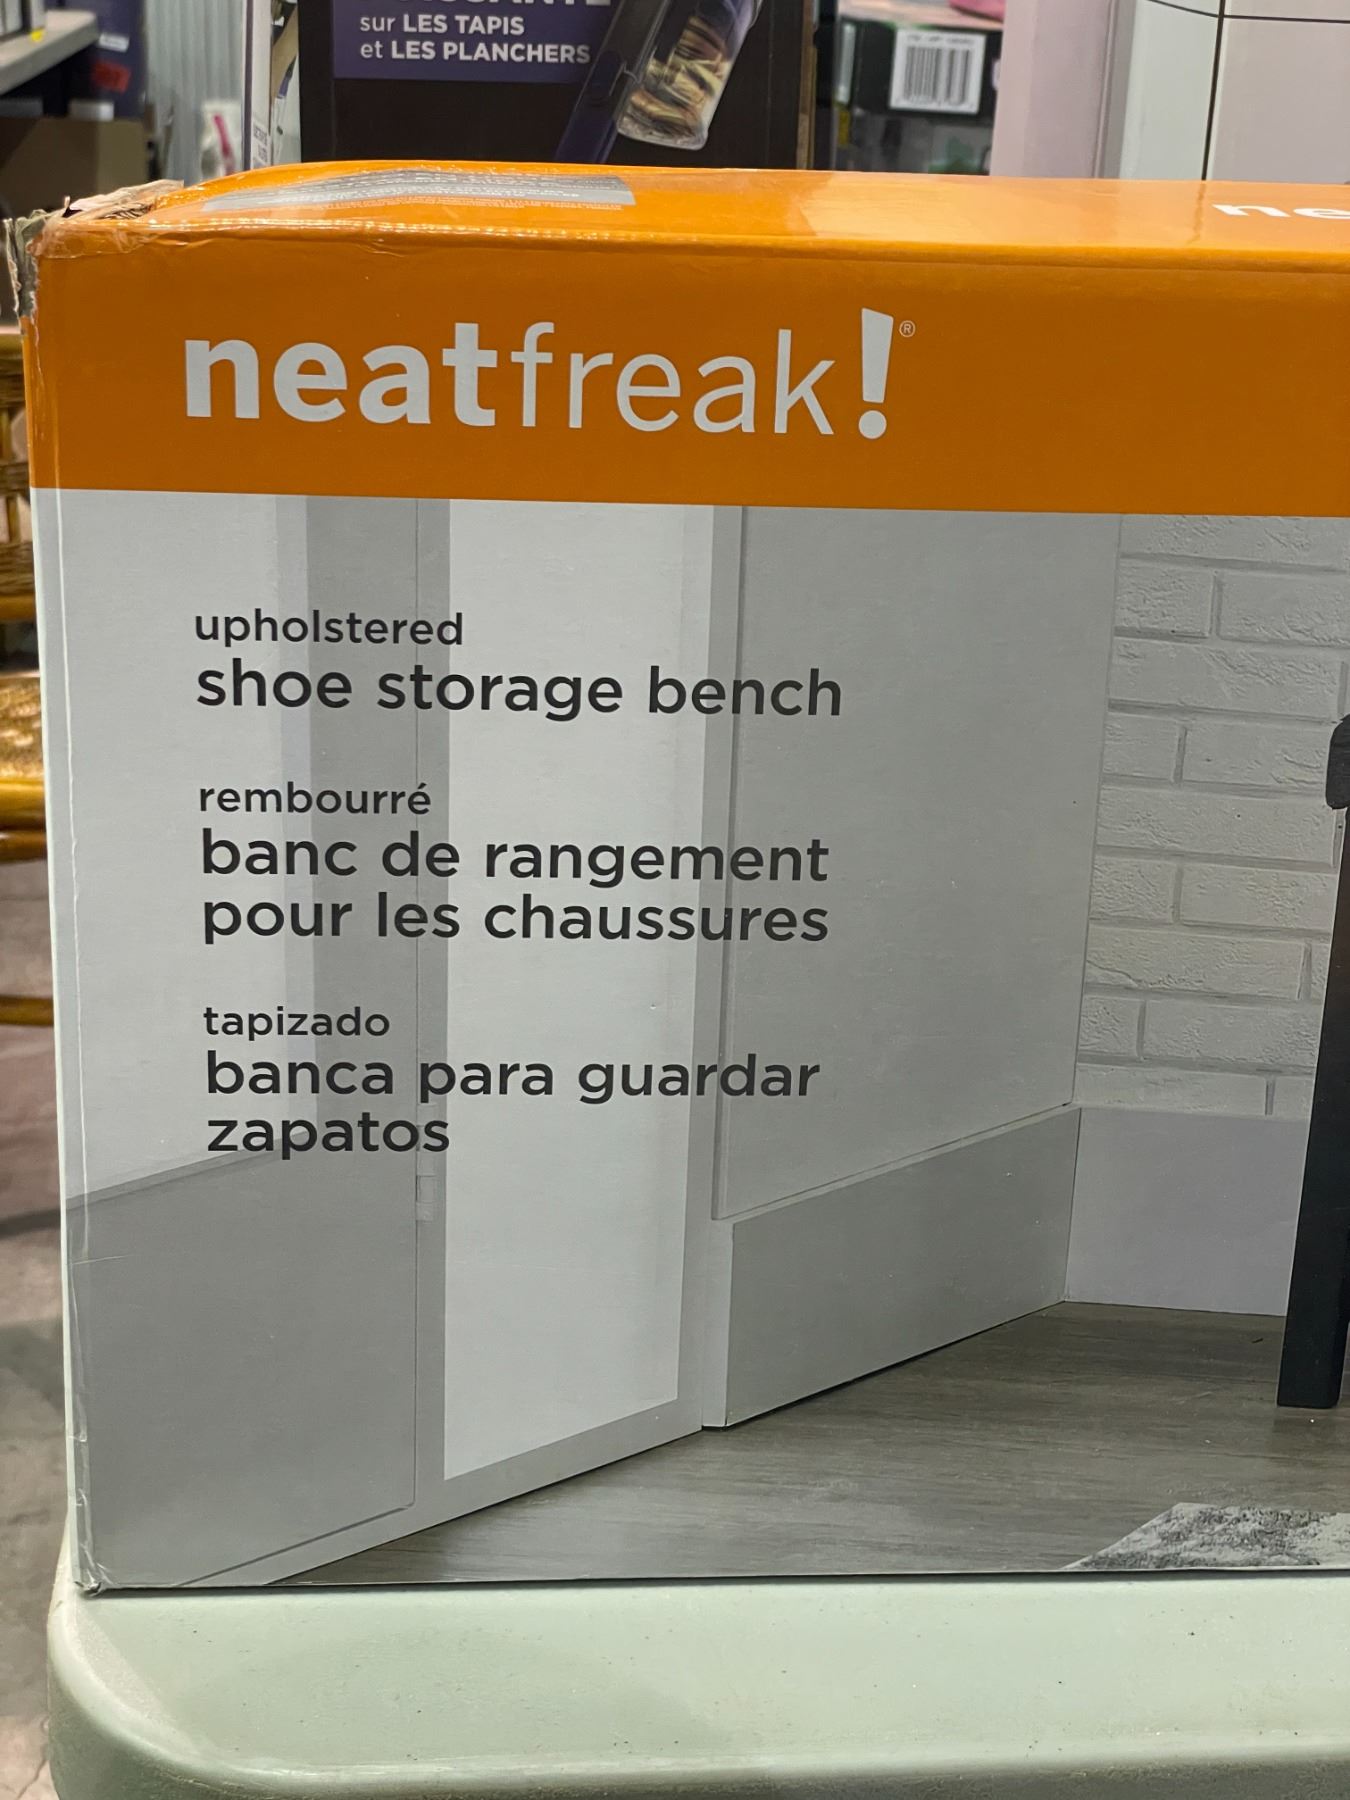 sur LES TAPIS
et LES PLANCHERS
neatfreak!®
upholstered
shoe storage bench
rembourré
banc de rangement
pour les chaussures
tapizado
banca para guardar
zapatos